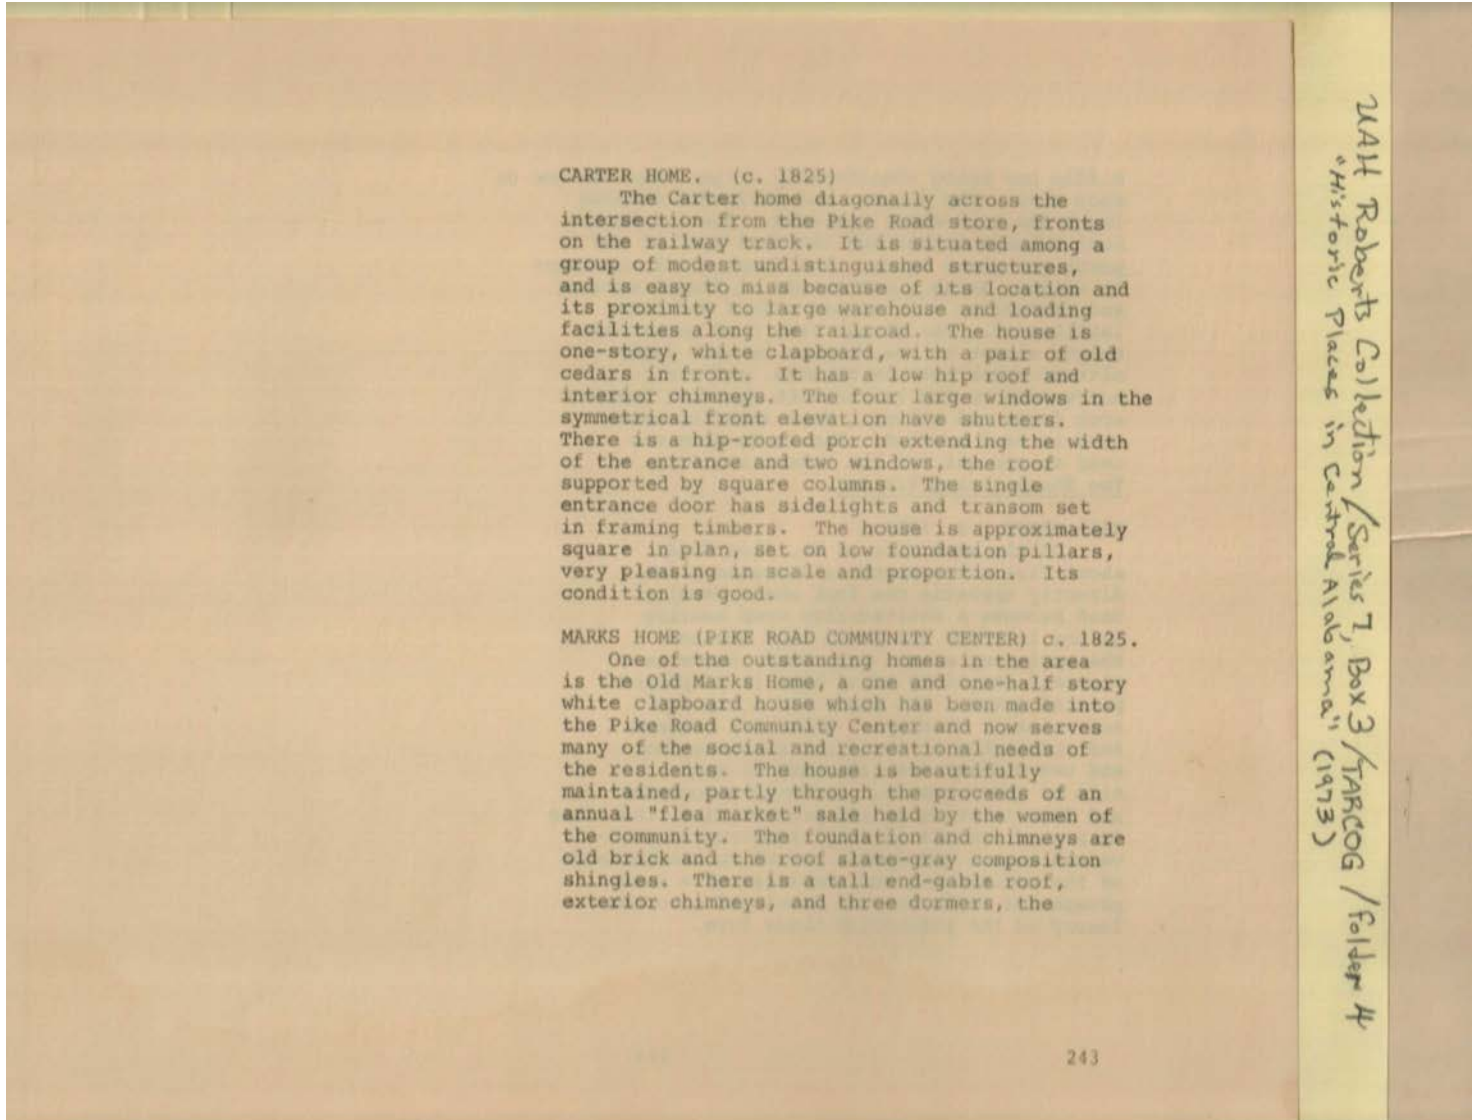 CARTER HOME. (c. 1825)
The Carter home diagonally across the
intersection from the Pike Road store, fronts
on the railway track. It is situated among a
group of modest undistinguished structures,
and is easy to miss because of its location and
its proximity to large warehouse and loading
facilities along the railroad. The house is
one-story, white clapboard, with a pair of old
cedars in front. It has a low hip roof and
interior chimneys. The four large windows in the
symmetrical front elevation have shutters.
There is a hip-roofed porch extending the width
of the entrance and two windows, the roof
supported by square columns. The single
entrance door has sidelights and transom set
in framing timbers. The house is approximately
square in plan, set on low foundation pillars,
very pleasing in scale and proportion. Its
condition is good.
MARKS HOME (PIKE ROAD COMMUNITY CENTER) c. 1825.
One of the outstanding homes in the area
is the Old Marks Home, a one and one-half story
white clapboard house which has been made into
the Pike Road Community Center and now serves
many of the social and recreational needs of
the residents. The house is beautifully
maintained, partly through the proceeds of an
annual "flea market" sale held by the women of
the community. The foundation and chimneys are
old brick and the roof slate-gray composition
shingles. There is a tall end-gable roof,
exterior chimneys, and three dormers, the
243
UAH Roberts Collection/Series 7, Box 3/TARCOG/folder 4
"Historic Places in Central Alabama" (1973)